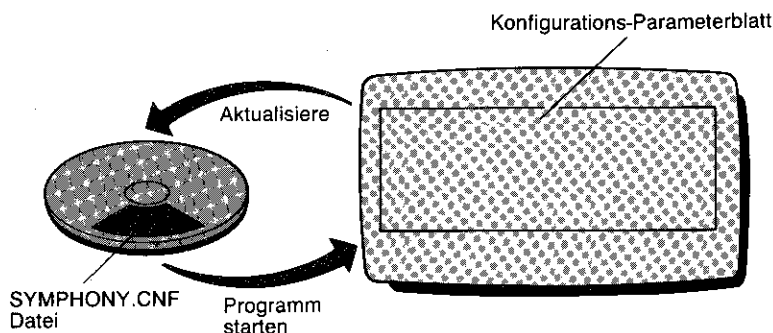 Konfigurations-Parameterblatt
Aktualisiere
SYMPHONY.CNF
Datei
Programm
starten